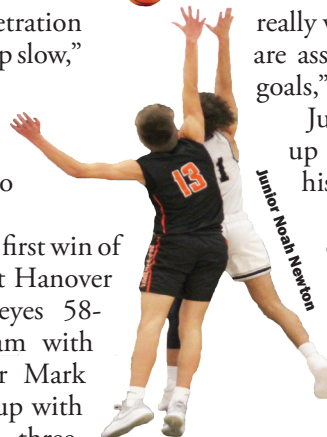 etration
p slow,”
o
first win of
t Hanover
eyes 58-
am with
r Mark
up with
three
13
1
Junior Noah Newton
really
are ass
goals,”
Ju
up
his